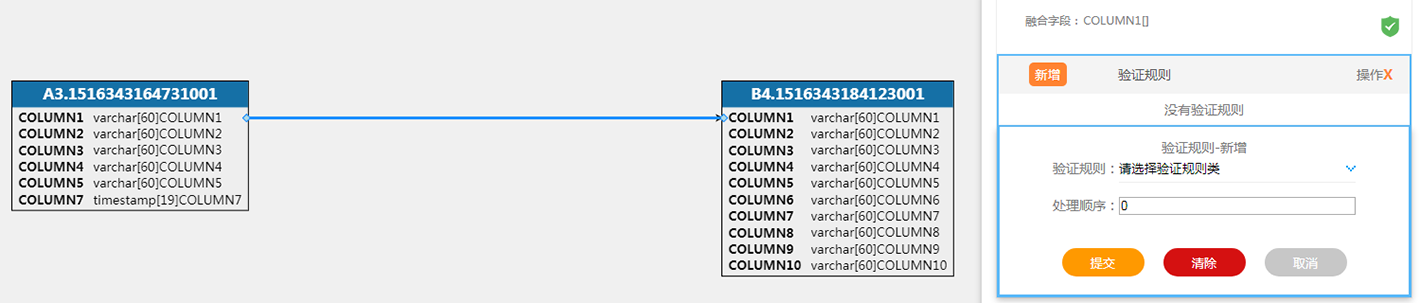 A3.1516343164731001
COLUMN1 varchar[60]COLUMN1
COLUMN2 varchar[60]COLUMN2
COLUMN3 varchar[60]COLUMN3
COLUMN4 varchar[60]COLUMN4
COLUMN5 varchar[60]COLUMN5
COLUMN7 timestamp[19]COLUMN7
B4.1516343184123001
COLUMN1 varchar[60]COLUMN1
COLUMN2 varchar[60]COLUMN2
COLUMN3 varchar[60]COLUMN3
COLUMN4 varchar[60]COLUMN4
COLUMN5 varchar[60]COLUMN5
COLUMN6 varchar[60]COLUMN6
COLUMN7 varchar[60]COLUMN7
COLUMN8 varchar[60]COLUMN8
COLUMN9 varchar[60]COLUMN9
COLUMN10 varchar[60]COLUMN10
融合字段：COLUMN1[]
新增 验证规则 操作X
没有验证规则
验证规则-新增
验证规则：请选择验证规则类
处理顺序：0
提交 清除 取消